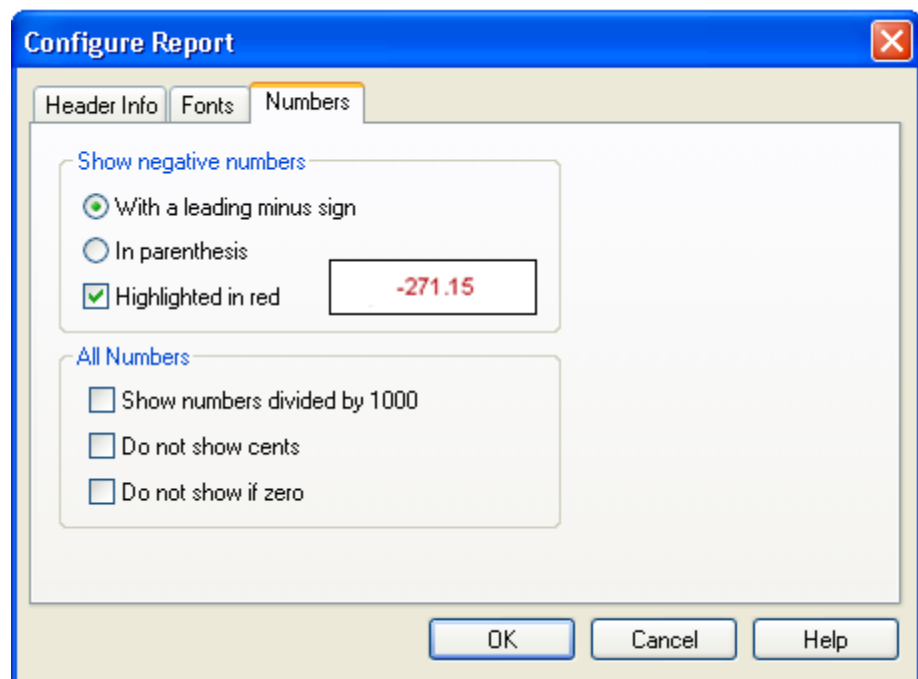 Configure Report
Header Info Fonts Numbers
Show negative numbers
With a leading minus sign
In parenthesis
Highlighted in red
-271.15
All Numbers
Show numbers divided by 1000
Do not show cents
Do not show if zero
OK Cancel Help